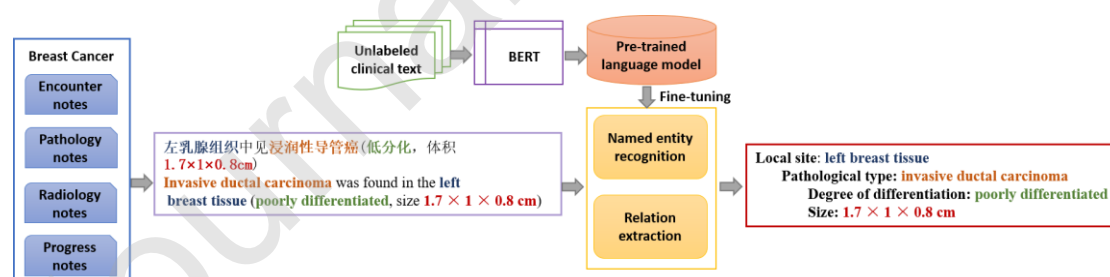 Breast Cancer
Encounter
notes
Pathology
notes
Radiology
notes
Progress
notes
Unlabeled
clinical text
BERT
Pre-trained
language model
Fine-tuning
左乳腺组织中见浸润性导管癌(低分化，体积
1.7×1×0.8cm)
Invasive ductal carcinoma was found in the left
breast tissue (poorly differentiated, size 1.7 × 1 × 0.8 cm)
Named entity
recognition
Relation
extraction
Local site: left breast tissue
Pathological type: invasive ductal carcinoma
Degree of differentiation: poorly differentiated
Size: 1.7 × 1 × 0.8 cm